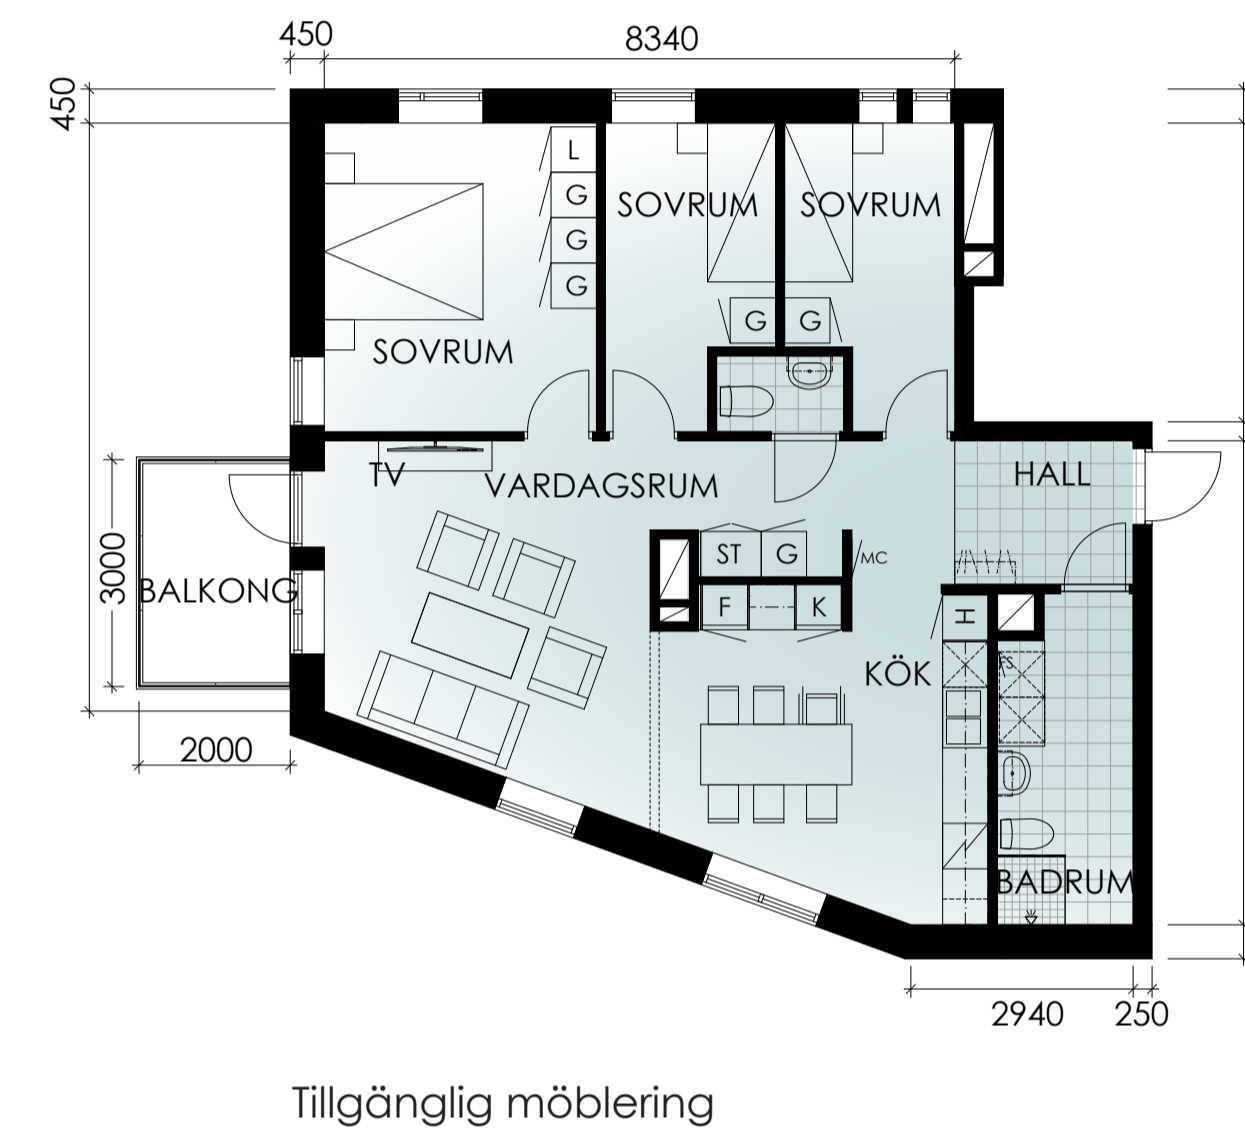 450
8340
450
L
G
G
G
SOVRUM
SOVRUM
G
G
SOVRUM
TV
VARDAGSRUM
HALL
3000
BALKONG
ST
G
MC
F
K
H
KÖK
FS
2000
BADRUM
2940
250
Tillgänglig möblering